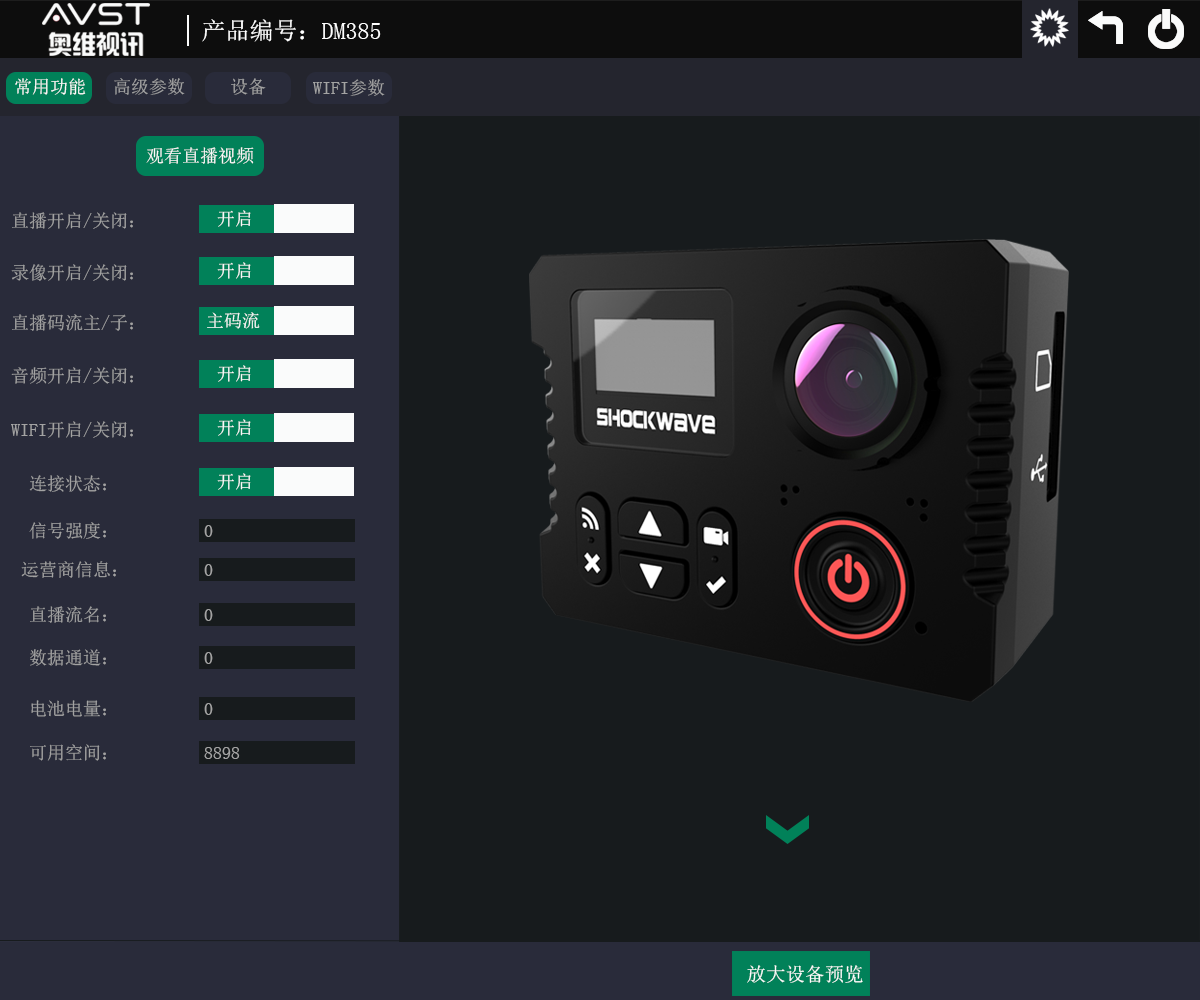 AVST
奥维视讯
产品编号：DM385
常用功能 高级参数 设备 WIFI参数
观看直播视频
直播开启/关闭： 开启
录像开启/关闭： 开启
直播码流主/子： 主码流
音频开启/关闭： 开启
WIFI开启/关闭： 开启
连接状态： 开启
信号强度： 0
运营商信息： 0
直播流名： 0
数据通道： 0
电池电量： 0
可用空间： 8898
SHOCKWAVE
放大设备预览